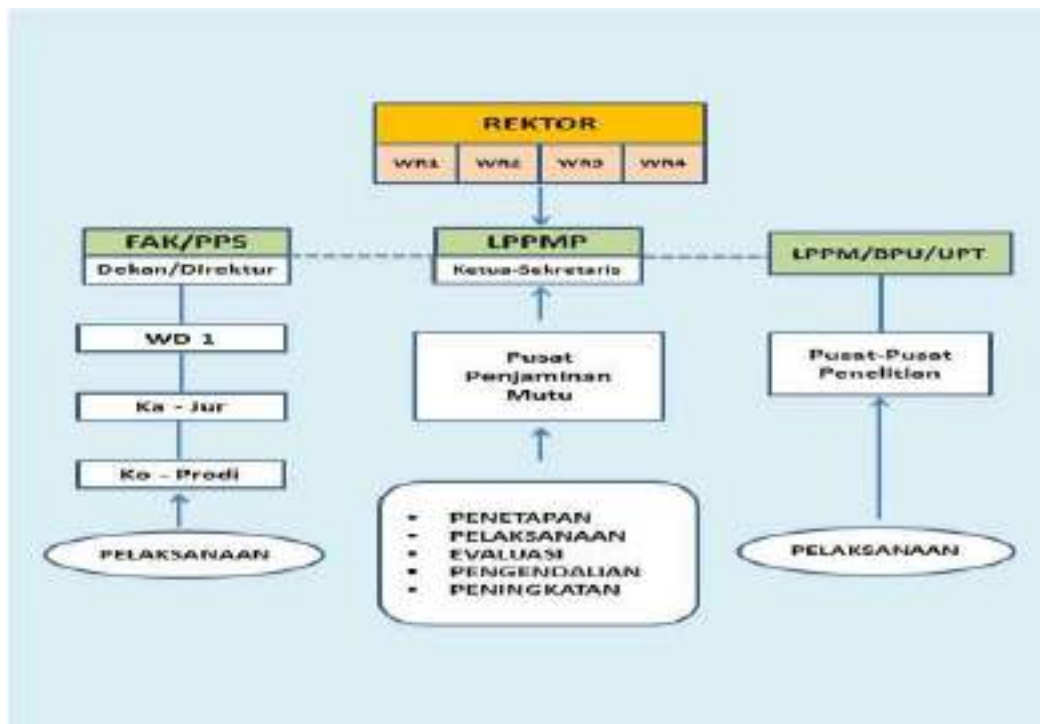 REKTOR
WR1 WR2 WR3 WR4
FAK/PPS
Dekan/Direktur
WD 1
Ka - Jur
Ko - Prodi
PELAKSANAAN
LPPMP
Ketua-Sekretaris
Pusat
Penjaminan
Mutu
• PENETAPAN
• PELAKSANAAN
• EVALUASI
• PENGENDALIAN
• PENINGKATAN
LPPM/BPU/UPT
Pusat-Pusat
Penelitian
PELAKSANAAN